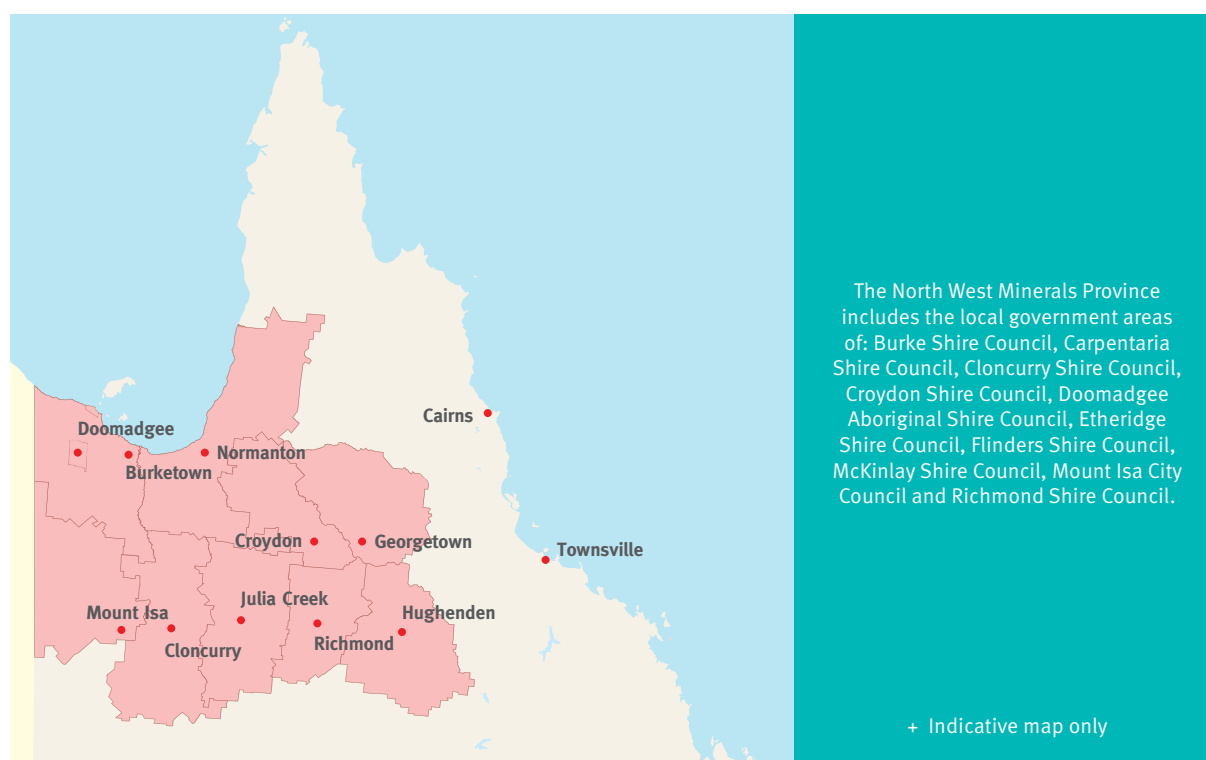 Cairns
Doomadgee
Normanton
Burketown
Croydon
Georgetown
Townsville
Julia Creek
Mount Isa
Hughenden
Richmond
Cloncurry
The North West Minerals Province
includes the local government areas
of: Burke Shire Council, Carpentaria
Shire Council, Cloncurry Shire Council,
Croydon Shire Council, Doomadgee
Aboriginal Shire Council, Etheridge
Shire Council, Flinders Shire Council,
McKinlay Shire Council, Mount Isa City
Council and Richmond Shire Council.
+ Indicative map only